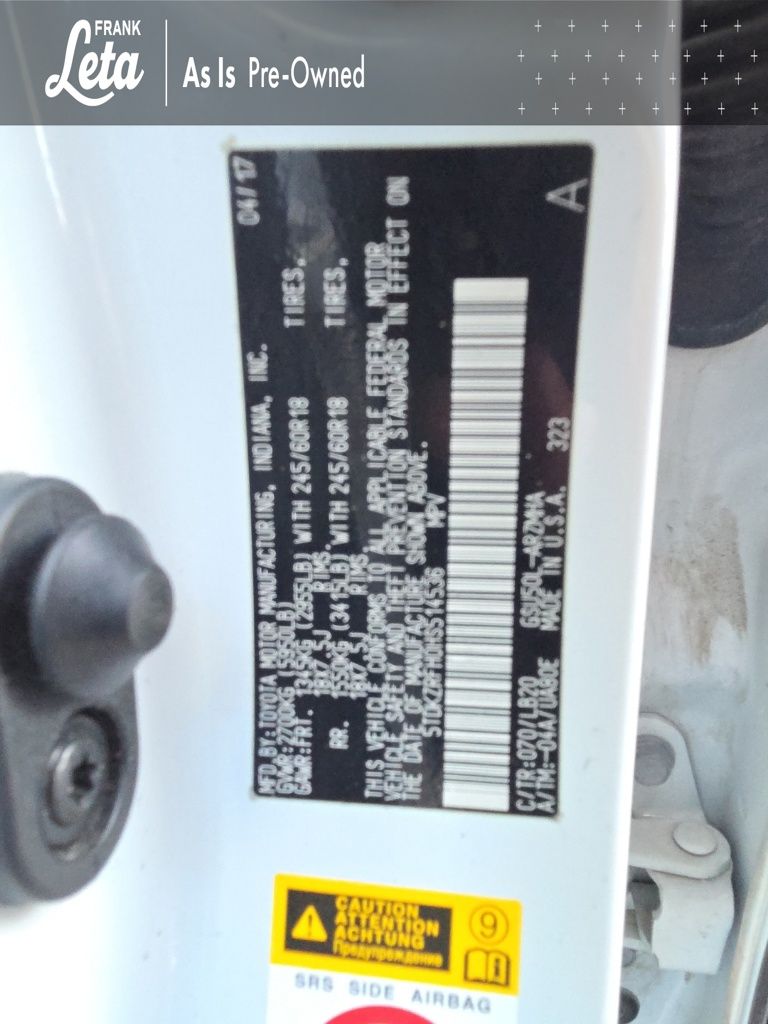 FRANK
Leta
As Is Pre-Owned
MFD.BY:TOYOTA MOTOR MANUFACTURING, INDIANA, INC. 04/17
GVWR:2700KG (5950LB)
GAWR:FRT. 1345KG (2955LB) WITH 245/60R18 TIRES,
18X7.5J RIMS.
RR. 1550KG (3415LB) WITH 245/60R18 TIRES,
18X7.5J RIMS.
THIS VEHICLE CONFORMS TO ALL APPLICABLE FEDERAL MOTOR
VEHICLE SAFETY AND THEFT PREVENTION STANDARDS IN EFFECT ON
THE DATE OF MANUFACTURE SHOWN ABOVE.
MPV
C/TR:070/LB20 GSU50L-ARZMHA
A/TM:-04A/UA80E MADE IN U.S.A. 323
A
CAUTION
ATTENTION
ACHTUNG
Предупреждение
9
SRS SIDE AIRBAG